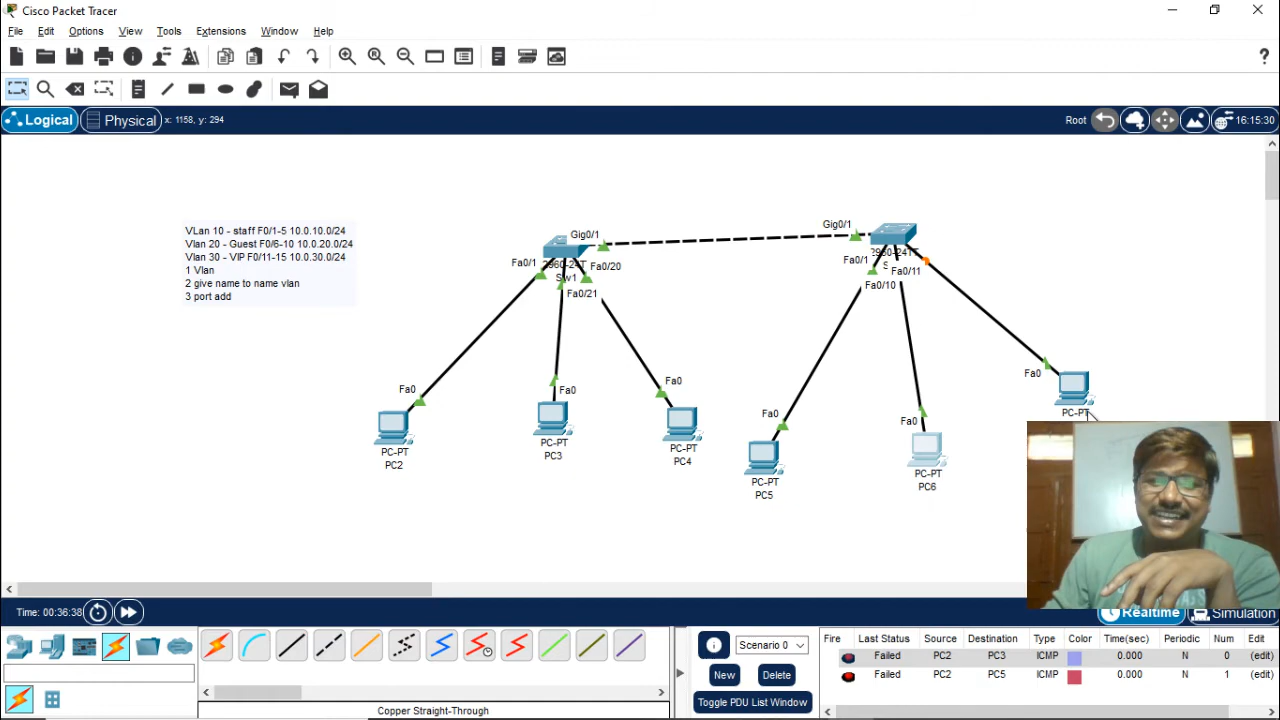 Cisco Packet Tracer
File Edit Options View Tools Extensions Window Help
Logical Physical x: 1158, y: 294
Root 16:15:30
VLan 10 - staff F0/1-5 10.0.10.0/24
Vlan 20 - Guest F0/6-10 10.0.20.0/24
Vlan 30 - VIP F0/11-15 10.0.30.0/24
1 Vlan
2 give name to name vlan
3 port add
Gig0/1
Fa0/1
Fa0/20
2960-24T
Sw1
Fa0/21
Gig0/1
Fa0/1
2960-24TT
Fa0/11
Fa0/10
Fa0
PC-PT
PC2
Fa0
PC-PT
PC3
Fa0
PC-PT
PC4
Fa0
PC-PT
PC5
Fa0
PC-PT
PC6
Fa0
PC-PT
Time: 00:36:38
Realtime Simulation
Copper Straight-Through
Scenario 0
New Delete
Toggle PDU List Window
Fire Last Status Source Destination Type Color Time(sec) Periodic Num Edit
Failed PC2 PC3 ICMP 0.000 N 0 (edit)
Failed PC2 PC5 ICMP 0.000 N 1 (edit)